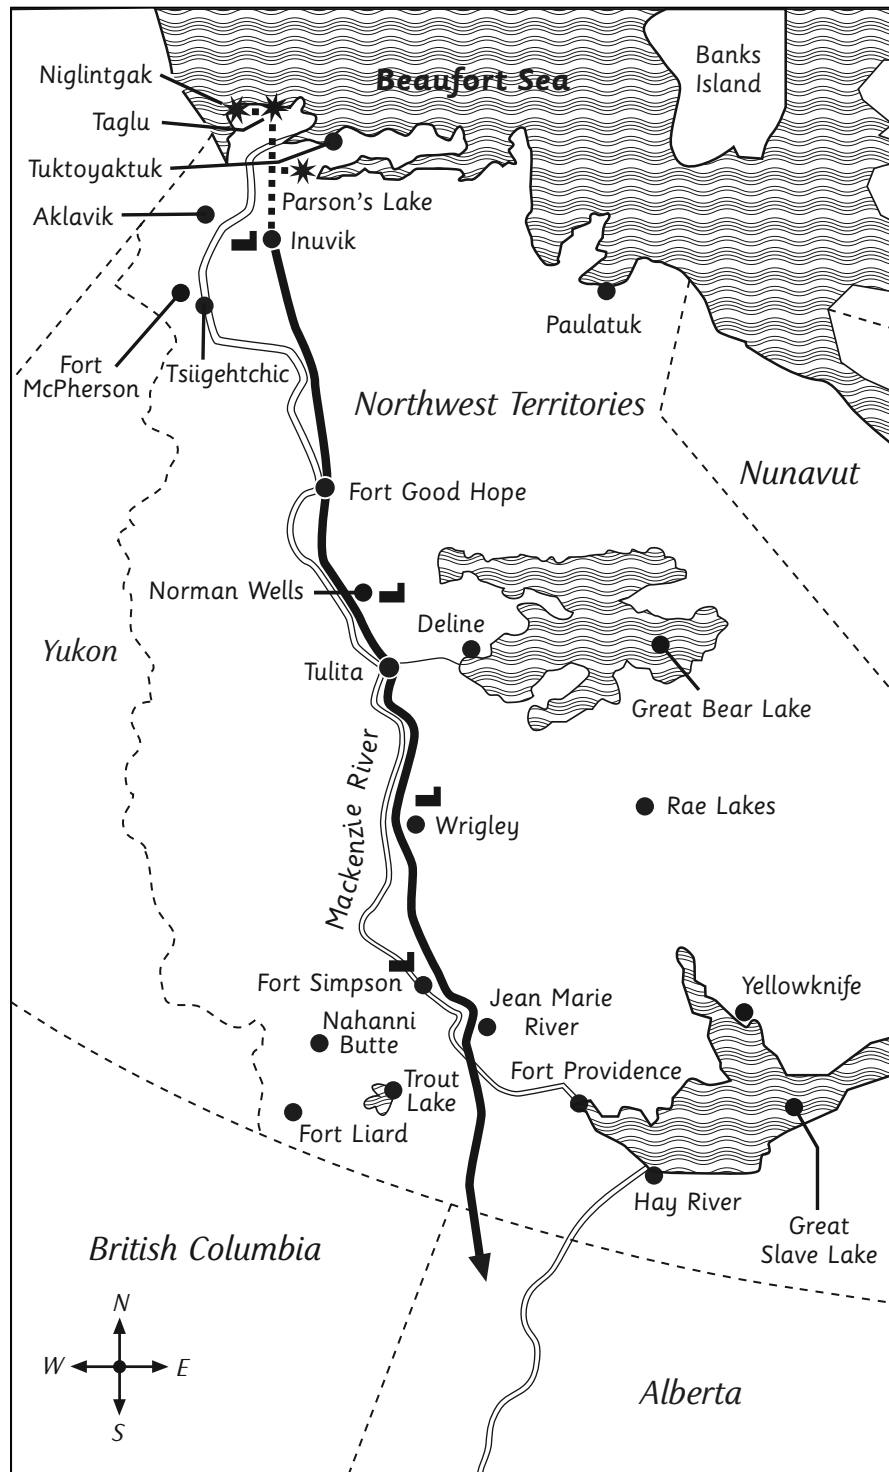 Banks
Island
Beaufort Sea
Niglintgak
Taglu
Tuktoyaktuk
Parson's Lake
Aklavik
Inuvik
Paulatuk
Fort
McPherson
Tsiigehtchic
Northwest Territories
Nunavut
Fort Good Hope
Norman Wells
Deline
Yukon
Tulita
Great Bear Lake
Mackenzie River
Rae Lakes
Wrigley
Fort Simpson
Yellowknife
Jean Marie
River
Nahanni
Butte
Fort Providence
Trout
Lake
Fort Liard
Hay River
Great
Slave Lake
British Columbia
N
W
E
S
Alberta